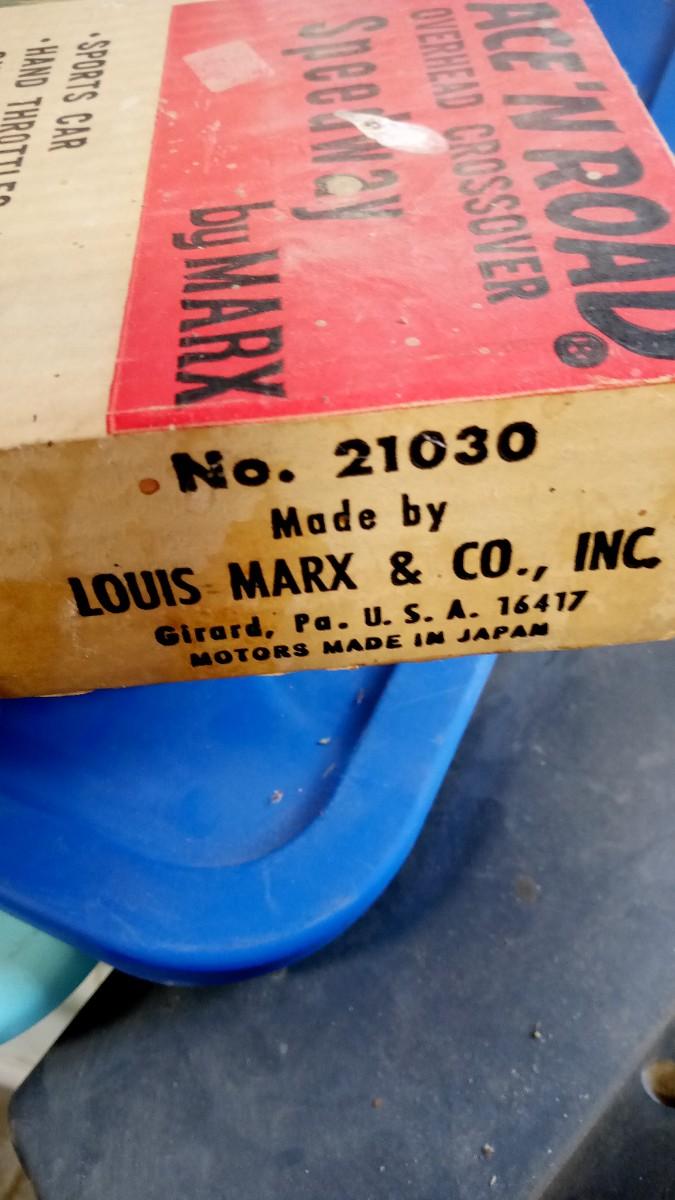 ACE 'N ROAD®
OVERHEAD CROSSOVER
Speedway
by MARX
• SPORTS CAR
• HAND THROTTLES
No. 21030
Made by
LOUIS MARX & CO., INC.
Girard, Pa. U. S. A. 16417
MOTORS MADE IN JAPAN